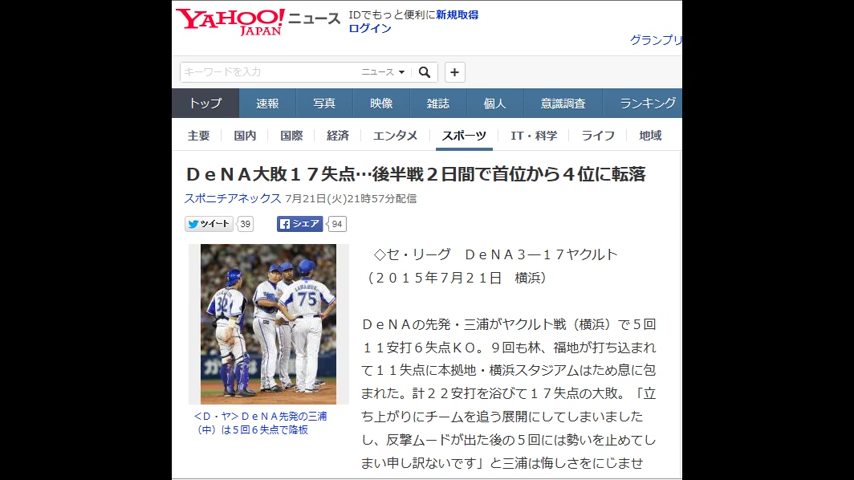 YAHOO! ニュース
JAPAN
IDでもっと便利に新規取得
ログイン
グランプリ
キーワードを入力 ニュース
トップ 速報 写真 映像 雑誌 個人 意識調査 ランキング
主要 国内 国際 経済 エンタメ スポーツ IT・科学 ライフ 地域
ＤｅＮＡ大敗１７失点…後半戦２日間で首位から４位に転落
スポニチアネックス 7月21日(火)21時57分配信
ツイート 39 シェア 94
◇セ・リーグ　ＤｅＮＡ３―１７ヤクルト
（２０１５年７月２１日　横浜）
ＤｅＮＡの先発・三浦がヤクルト戦（横浜）で５回
１１安打６失点ＫＯ。９回も林、福地が打ち込まれ
て１１失点に本拠地・横浜スタジアムはため息に包
まれた。計２２安打を浴びて１７失点の大敗。「立
ち上がりにチームを追う展開にしてしまいました
し、反撃ムードが出た後の５回には勢いを止めてし
まい申し訳ないです」と三浦は悔しさをにじませ
75
＜Ｄ・ヤ＞ＤｅＮＡ先発の三浦
（中）は５回６失点で降板